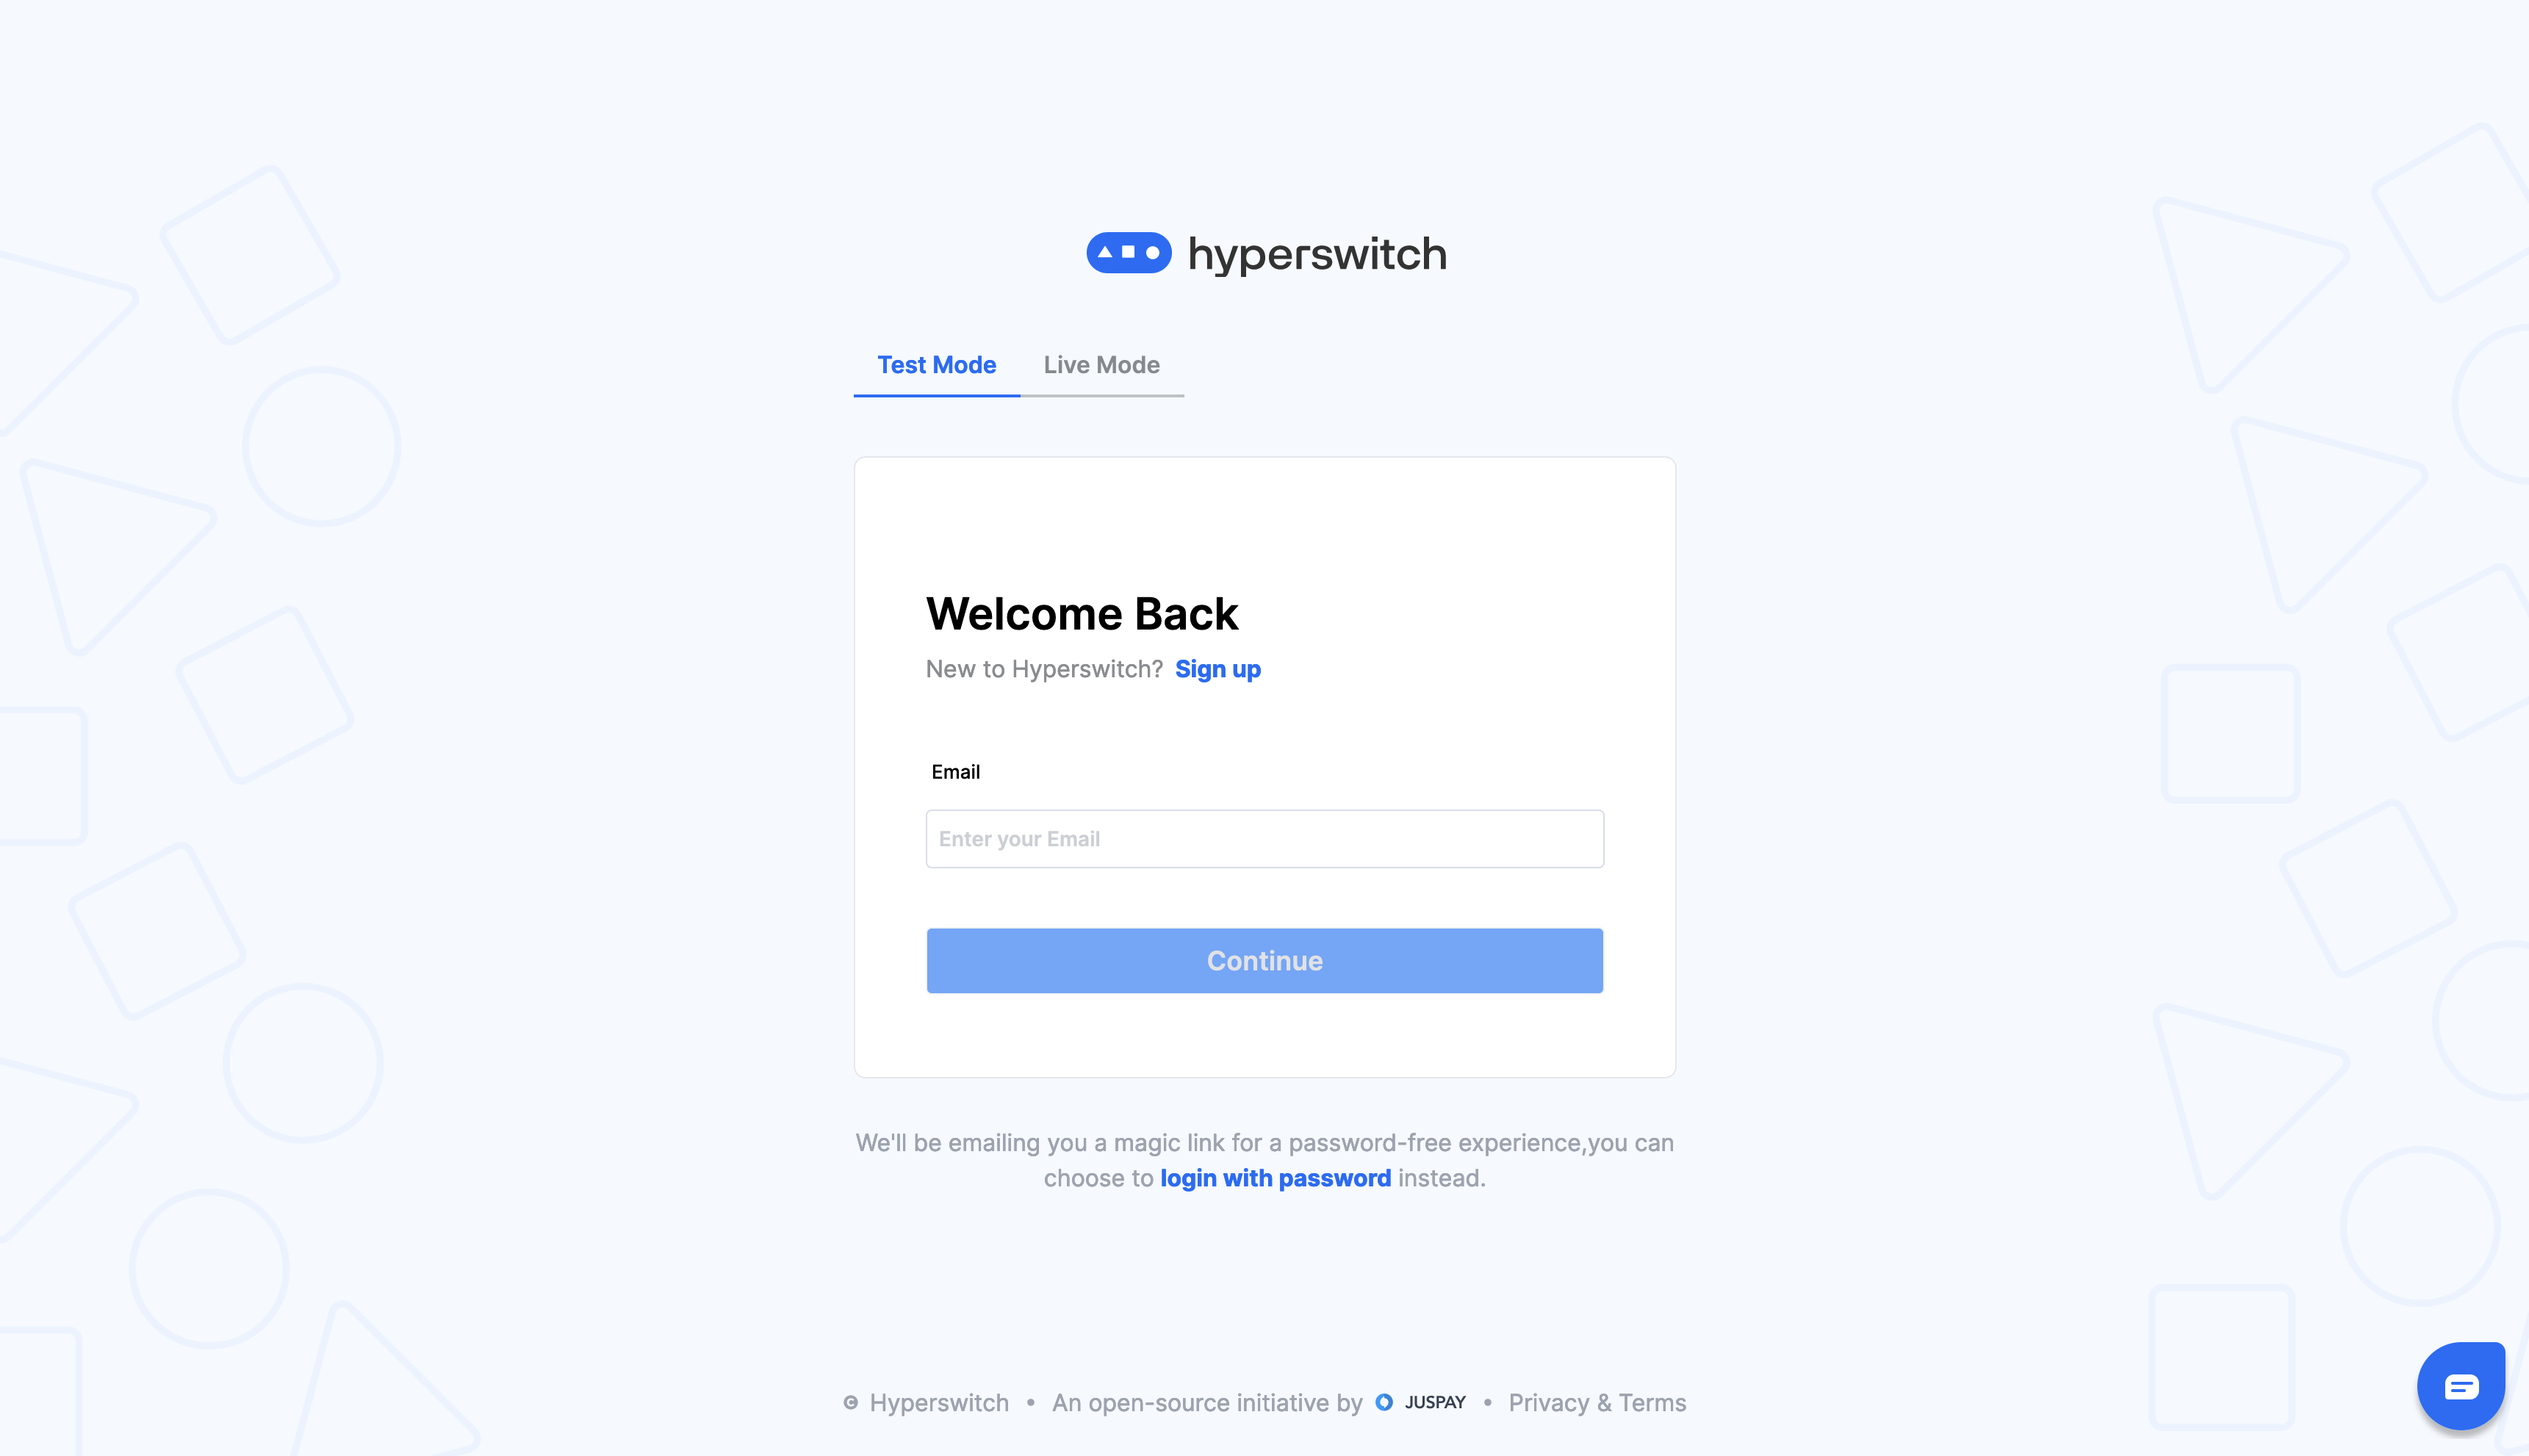 hyperswitch
Test Mode
Live Mode
Welcome Back
New to Hyperswitch? Sign up
Email
Enter your Email
Continue
We'll be emailing you a magic link for a password-free experience,you can
choose to login with password instead.
© Hyperswitch • An open-source initiative by JUSPAY • Privacy & Terms